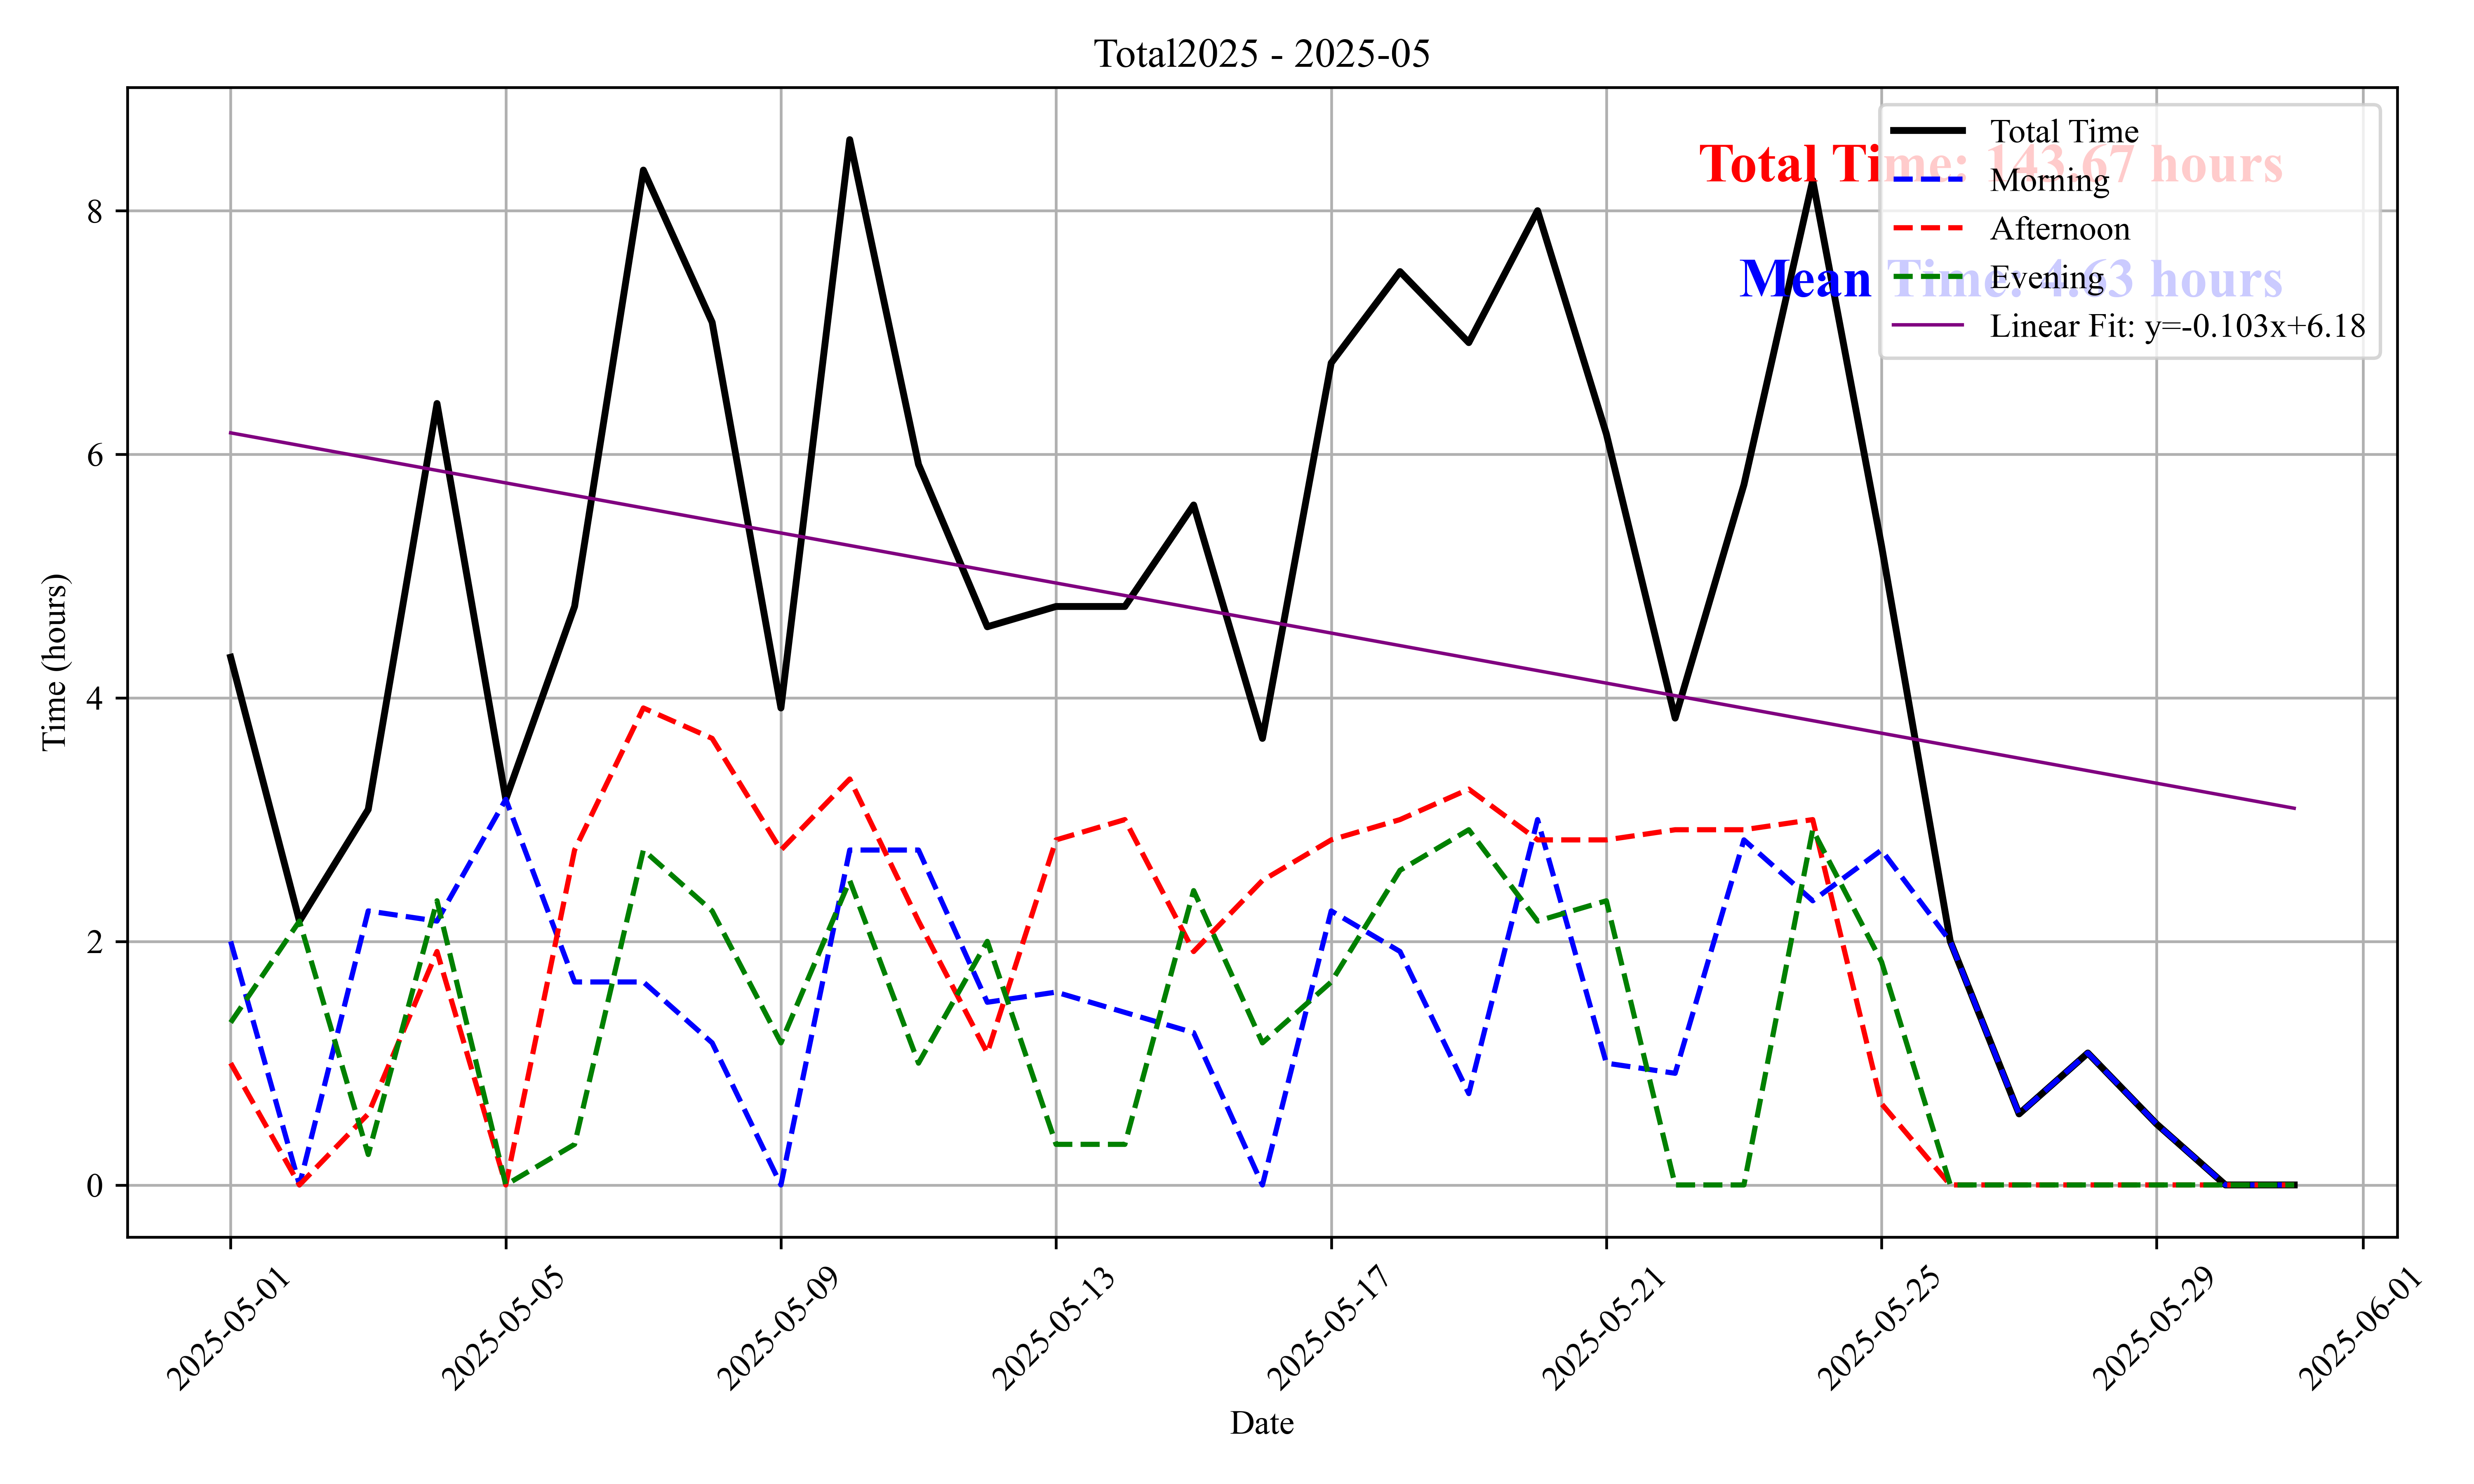 Total2025 - 2025-05
Total Time: 143.67 hours
Mean Time: 4.63 hours
Total Time
Morning
Afternoon
Evening
Linear Fit: y=-0.103x+6.18
Time (hours)
8
6
4
2
0
2025-05-01
2025-05-05
2025-05-09
2025-05-13
2025-05-17
2025-05-21
2025-05-25
2025-05-29
2025-06-01
Date